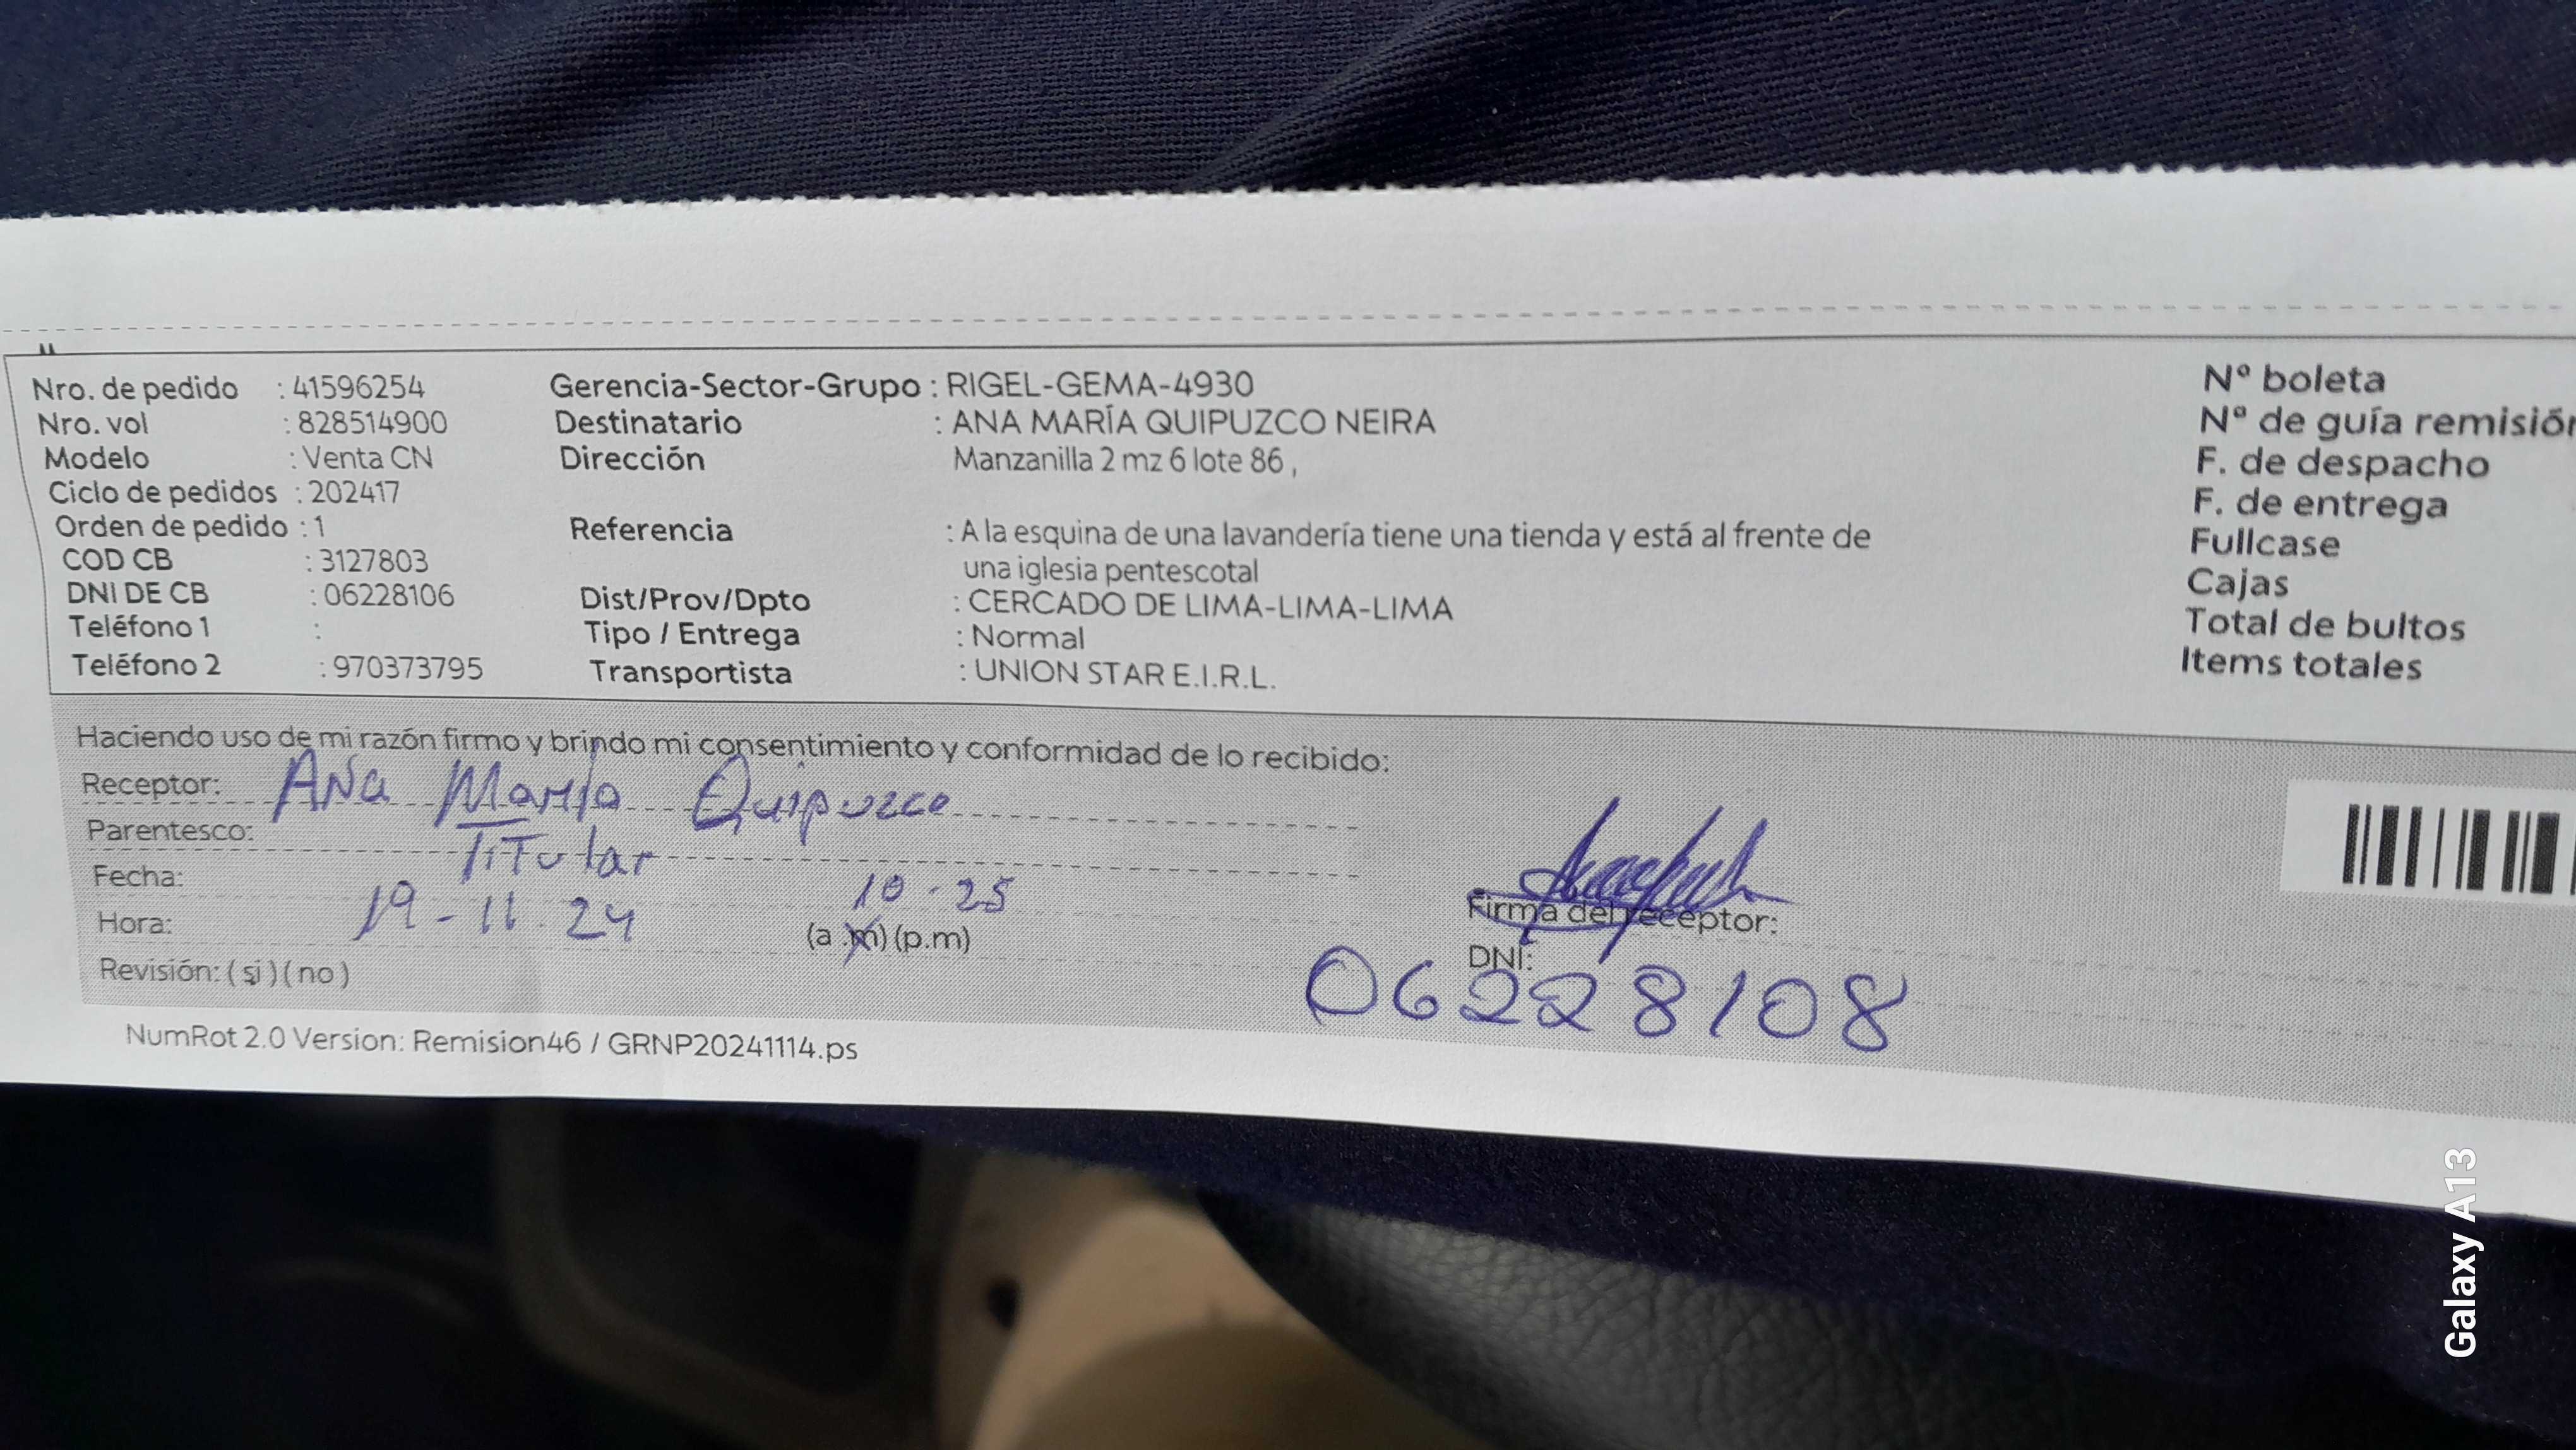 Nro. de pedido : 41596254
Nro. vol : 828514900
Modelo : Venta CN
Ciclo de pedidos : 202417
Orden de pedido : 1
COD CB : 3127803
DNI DE CB : 06228106
Teléfono 1 :
Teléfono 2 : 970373795
Gerencia-Sector-Grupo : RIGEL-GEMA-4930
Destinatario : ANA MARÍA QUIPUZCO NEIRA
Dirección Manzanilla 2 mz 6 lote 86 ,
Referencia : A la esquina de una lavandería tiene una tienda y está al frente de
una iglesia pentescotal
Dist/Prov/Dpto : CERCADO DE LIMA-LIMA-LIMA
Tipo / Entrega : Normal
Transportista : UNION STAR E.I.R.L.
Nº boleta
Nº de guía remisión
F. de despacho
F. de entrega
Fullcase
Cajas
Total de bultos
Items totales
Haciendo uso de mi razón firmo y brindo mi consentimiento y conformidad de lo recibido:
Receptor: Ana María Quipuzco
Parentesco: Titular
Fecha: 19-11-24
Hora: 10-25 (a.m) (p.m)
Revisión: ( si ) ( no )
Firma del receptor:
DNI: 06228108
NumRot 2.0 Version: Remision46 / GRNP20241114.ps
Galaxy A13